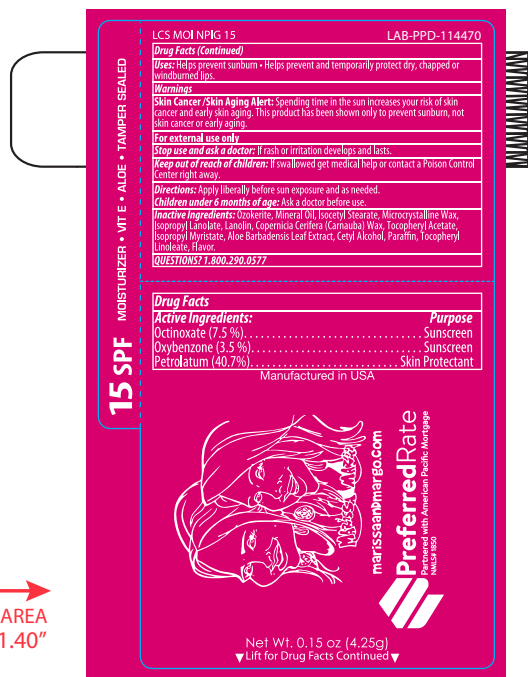 LCS MOI NPIG 15 LAB-PPD-114470
Drug Facts (Continued)
Uses: Helps prevent sunburn • Helps prevent and temporarily protect dry, chapped or
windburned lips.
Warnings
Skin Cancer /Skin Aging Alert: Spending time in the sun increases your risk of skin
cancer and early skin aging. This product has been shown only to prevent sunburn, not
skin cancer or early aging.
For external use only
Stop use and ask a doctor: If rash or irritation develops and lasts.
Keep out of reach of children: If swallowed get medical help or contact a Poison Control
Center right away.
Directions: Apply liberally before sun exposure and as needed.
Children under 6 months of age: Ask a doctor before use.
Inactive Ingredients: Ozokerite, Mineral Oil, Isocetyl Stearate, Microcrystalline Wax,
Isopropyl Lanolate, Lanolin, Copernicia Cerifera (Carnauba) Wax, Tocopheryl Acetate,
Isopropyl Myristate, Aloe Barbadensis Leaf Extract, Cetyl Alcohol, Paraffin, Tocopheryl
Linoleate, Flavor.
QUESTIONS? 1.800.290.0577
15 SPF MOISTURIZER • VIT E • ALOE • TAMPER SEALED
Drug Facts
Active Ingredients: Purpose
Octinoxate (7.5 %)............................Sunscreen
Oxybenzone (3.5 %)..........................Sunscreen
Petrolatum (40.7%)........................Skin Protectant
Manufactured in USA
MARISSA MARGO
marissaanDmargo.com
PreferredRate
Partnered with American Pacific Mortgage
NMLS# 1850
Net Wt. 0.15 oz (4.25g)
▼Lift for Drug Facts Continued▼
AREA
1.40"